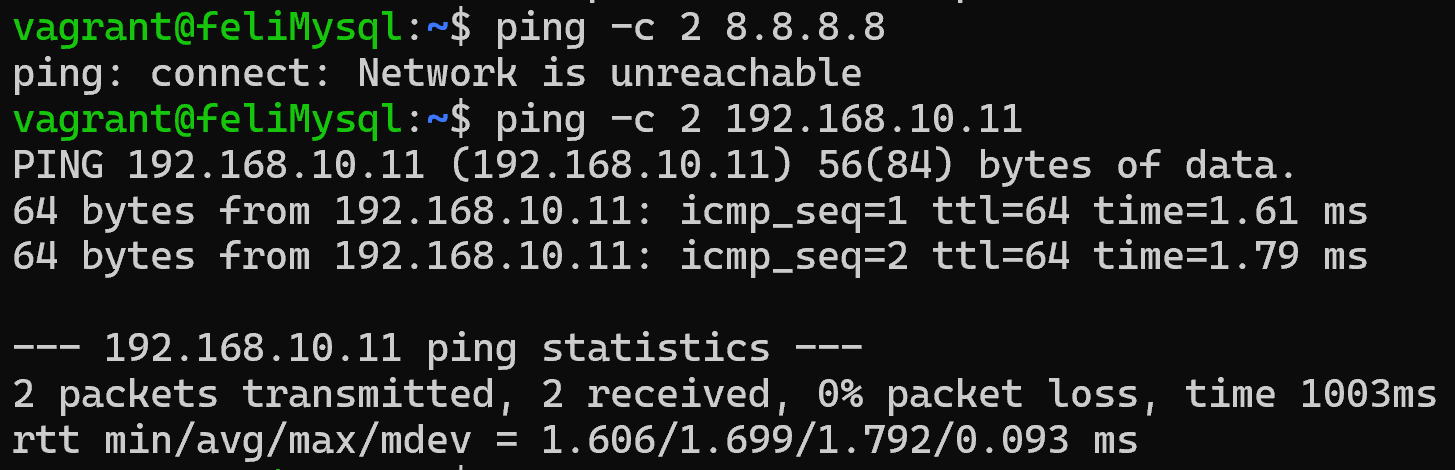 vagrant@feliMysql:~$ ping -c 2 8.8.8.8
ping: connect: Network is unreachable
vagrant@feliMysql:~$ ping -c 2 192.168.10.11
PING 192.168.10.11 (192.168.10.11) 56(84) bytes of data.
64 bytes from 192.168.10.11: icmp_seq=1 ttl=64 time=1.61 ms
64 bytes from 192.168.10.11: icmp_seq=2 ttl=64 time=1.79 ms

--- 192.168.10.11 ping statistics ---
2 packets transmitted, 2 received, 0% packet loss, time 1003ms
rtt min/avg/max/mdev = 1.606/1.699/1.792/0.093 ms